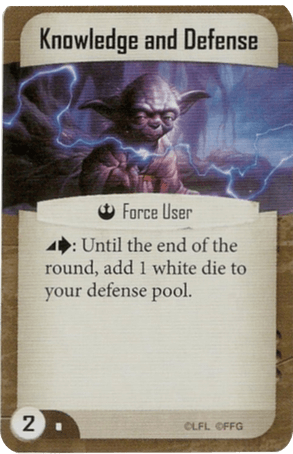 Knowledge and Defense
Force User
: Until the end of the
round, add 1 white die to
your defense pool.
2
©LFL ©FFG